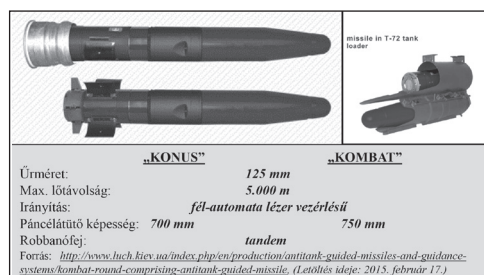 missile in T-72 tank
loader
„KONUS” „KOMBAT”
Űrméret: 125 mm
Max. lőtávolság: 5.000 m
Irányítás: fél-automata lézer vezérlésű
Páncélátütő képesség: 700 mm 750 mm
Robbanófej: tandem
Forrás: http://www.luch.kiev.ua/index.php/en/production/antitank-guided-missiles-and-guidance-
systems/kombat-round-comprising-antitank-guided-missile, (Letöltés ideje: 2015. február 17.)